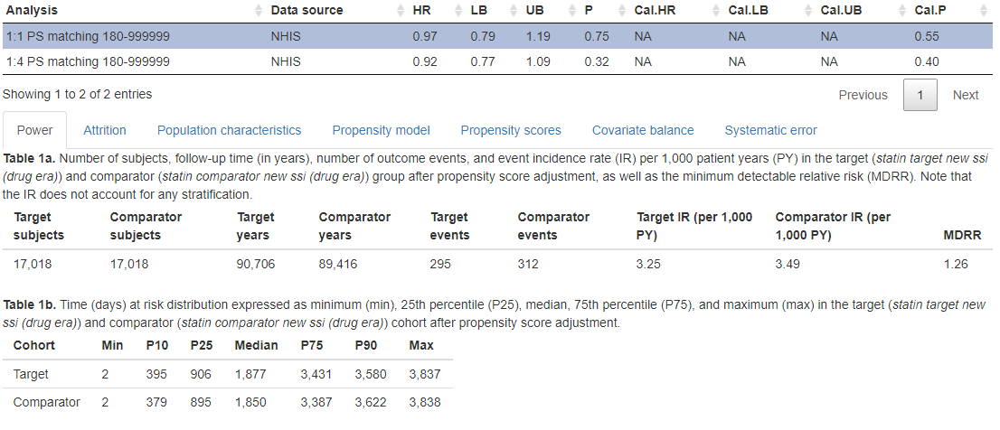 Analysis Data source HR LB UB P Cal.HR Cal.LB Cal.UB Cal.P
1:1 PS matching 180-999999 NHIS 0.97 0.79 1.19 0.75 NA NA NA 0.55
1:4 PS matching 180-999999 NHIS 0.92 0.77 1.09 0.32 NA NA NA 0.40
Showing 1 to 2 of 2 entries Previous 1 Next
Power Attrition Population characteristics Propensity model Propensity scores Covariate balance Systematic error
Table 1a. Number of subjects, follow-up time (in years), number of outcome events, and event incidence rate (IR) per 1,000 patient years (PY) in the target (statin target new ssi
(drug era)) and comparator (statin comparator new ssi (drug era)) group after propensity score adjustment, as well as the minimum detectable relative risk (MDRR). Note that
the IR does not account for any stratification.
Target Comparator Target Comparator Target Comparator Target IR (per 1,000 Comparator IR (per
subjects subjects years years events events PY) 1,000 PY) MDRR
17,018 17,018 90,706 89,416 295 312 3.25 3.49 1.26
Table 1b. Time (days) at risk distribution expressed as minimum (min), 25th percentile (P25), median, 75th percentile (P75), and maximum (max) in the target (statin target new
ssi (drug era)) and comparator (statin comparator new ssi (drug era)) cohort after propensity score adjustment.
Cohort Min P10 P25 Median P75 P90 Max
Target 2 395 906 1,877 3,431 3,580 3,837
Comparator 2 379 895 1,850 3,387 3,622 3,838